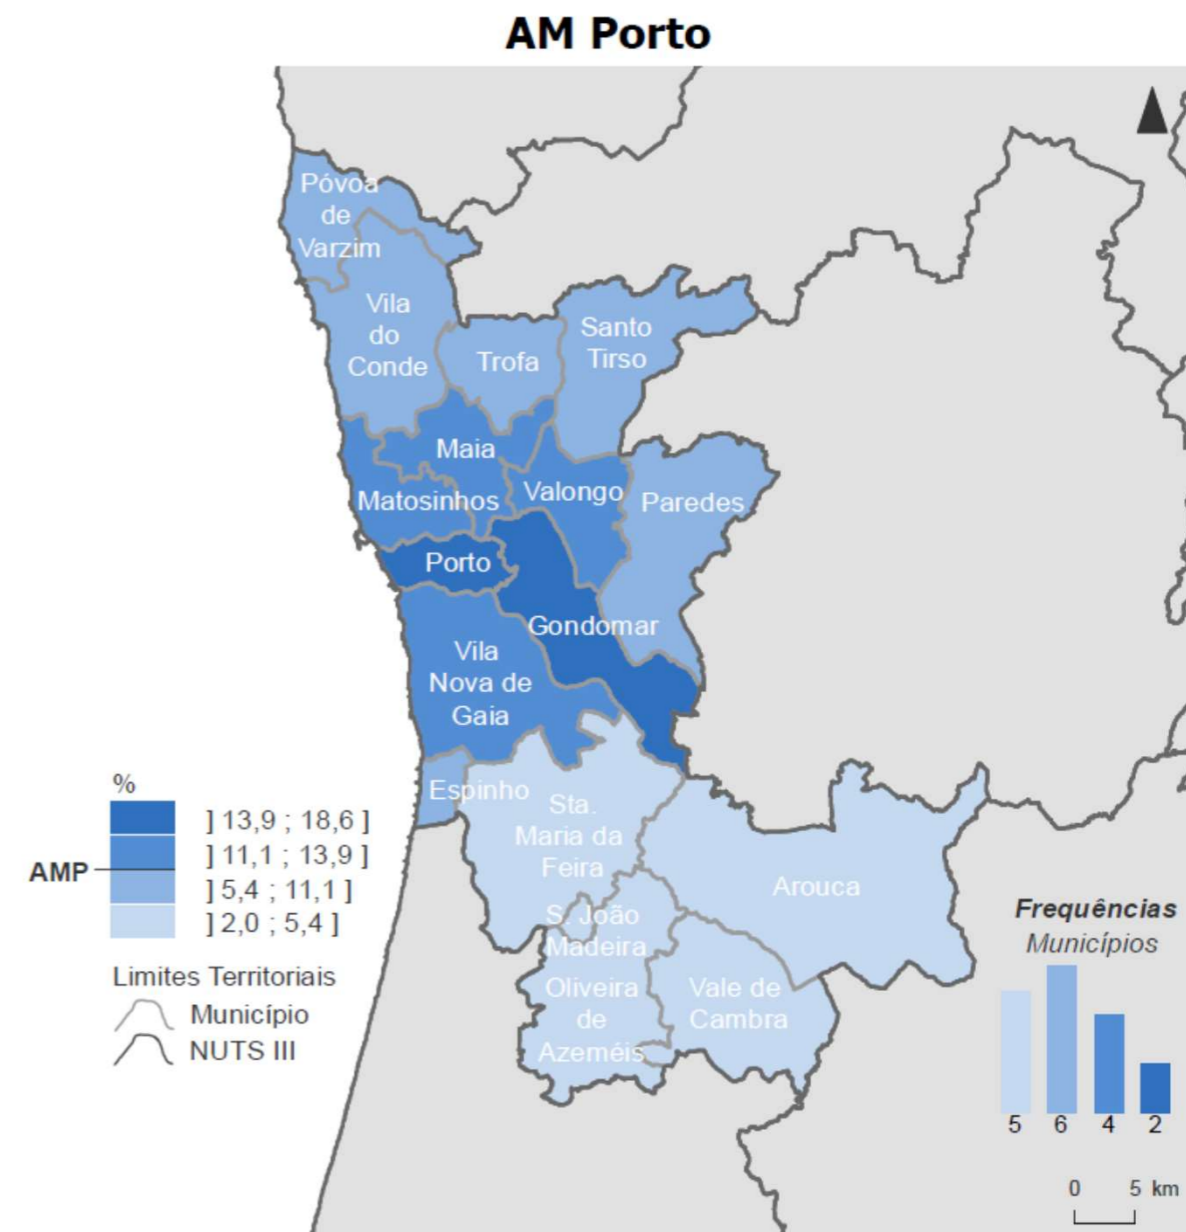 AM Porto
Póvoa
de
Varzim
Vila
do
Conde
Trofa
Santo
Tirso
Maia
Matosinhos
Valongo
Paredes
Porto
Gondomar
Vila
Nova de
Gaia
Espinho
Sta.
Maria da
Feira
Arouca
S. João
Madeira
Oliveira
de
Azeméis
Vale de
Cambra
%
] 13,9 ; 18,6 ]
] 11,1 ; 13,9 ]
AMP
] 5,4 ; 11,1 ]
] 2,0 ; 5,4 ]
Limites Territoriais
Município
NUTS III
Frequências
Municípios
5 6 4 2
0 5 km